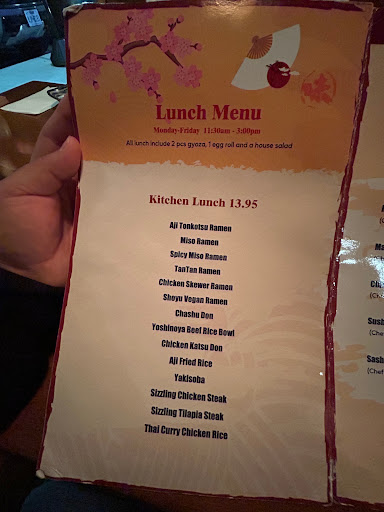 Lunch Menu
Monday-Friday 11:30am - 3:00pm
All lunch include 2 pcs gyoza, 1 egg roll and a house salad
Kitchen Lunch 13.95
Aji Tonkotsu Ramen
Miso Ramen
Spicy Miso Ramen
TanTan Ramen
Chicken Skewer Ramen
Shoyu Vegan Ramen
Chashu Don
Yoshinoya Beef Rice Bowl
Chicken Katsu Don
Aji Fried Rice
Yakisoba
Sizzling Chicken Steak
Sizzling Tilapia Steak
Thai Curry Chicken Rice
(Chef